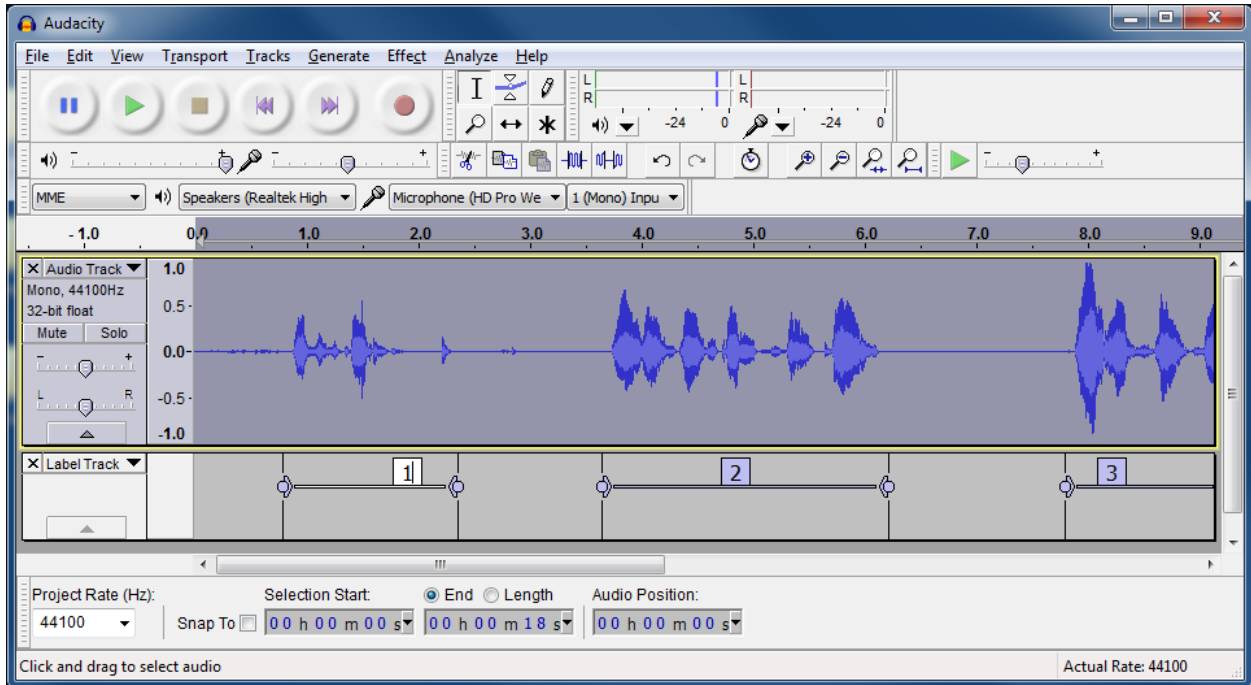 Audacity
File Edit View Transport Tracks Generate Effect Analyze Help
L L
R R
-24 0 -24 0
- + - + - +
MME Speakers (Realtek High Microphone (HD Pro We 1 (Mono) Inpu
- 1.0 0.0 1.0 2.0 3.0 4.0 5.0 6.0 7.0 8.0 9.0
X Audio Track 1.0
Mono, 44100Hz
32-bit float 0.5
Mute Solo
- + 0.0
L R -0.5
-1.0
X Label Track
1 2 3
Project Rate (Hz): Selection Start: End Length Audio Position:
44100 Snap To 00 h 00 m 00 s 00 h 00 m 18 s 00 h 00 m 00 s
Click and drag to select audio Actual Rate: 44100